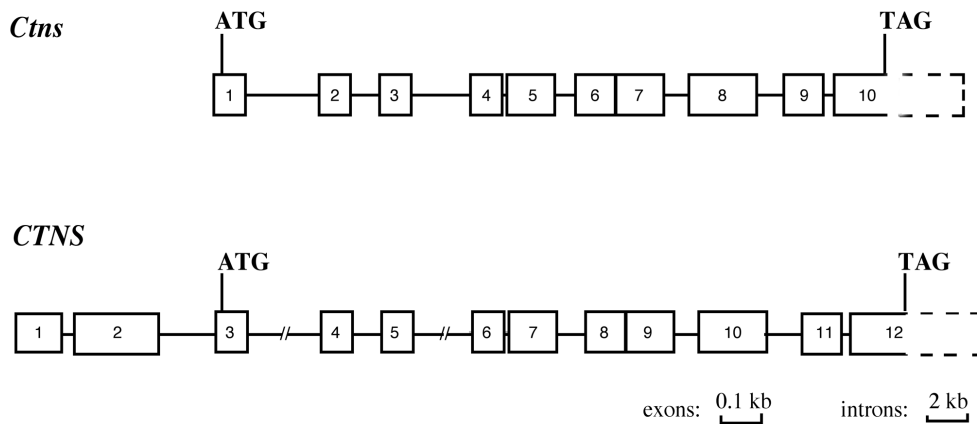 Ctns
ATG TAG
1 2 3 4 5 6 7 8 9 10
CTNS
ATG TAG
1 2 3 4 5 6 7 8 9 10 11 12
exons: 0.1 kb introns: 2 kb